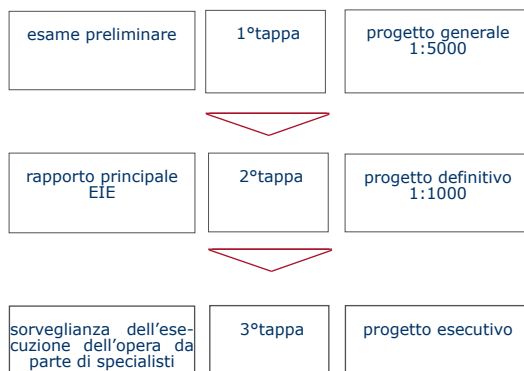 esame preliminare
1°tappa
progetto generale
1:5000
rapporto principale
EIE
2°tappa
progetto definitivo
1:1000
sorveglianza dell'ese-
cuzione dell'opera da
parte di specialisti
3°tappa
progetto esecutivo